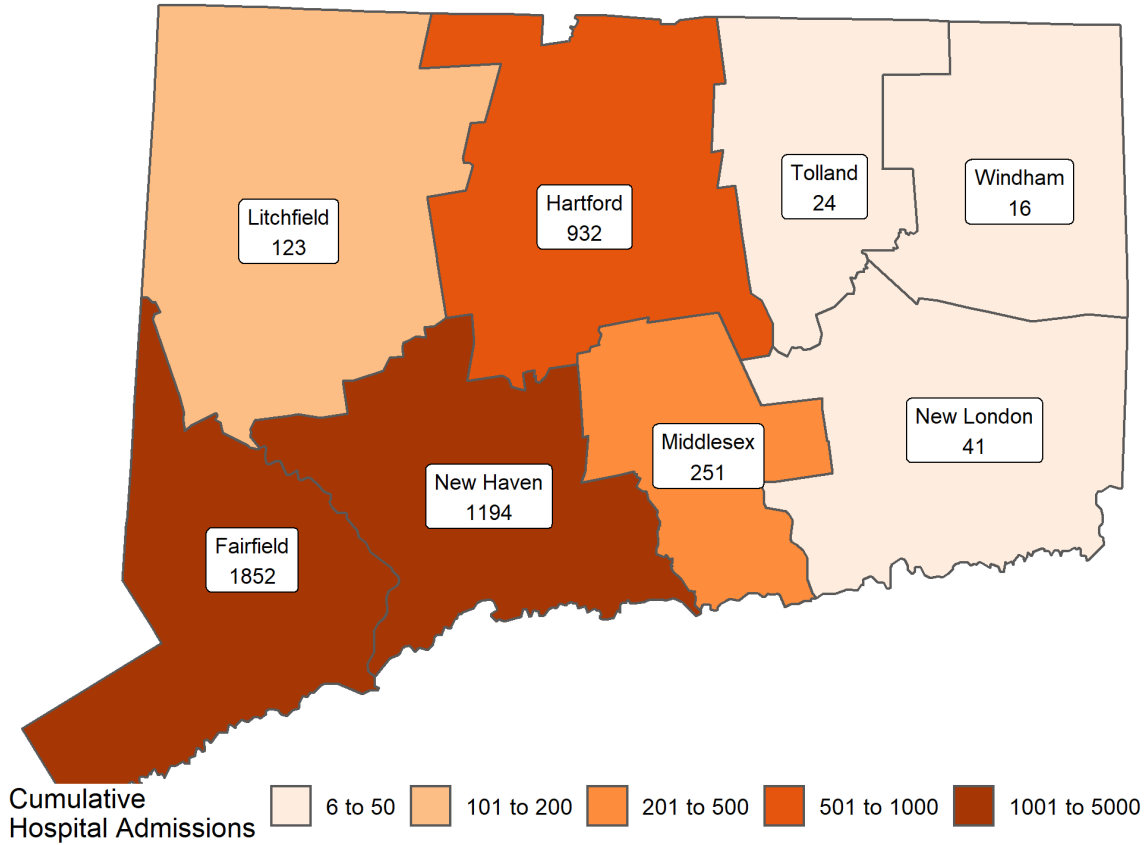 Tolland
24
Windham
16
Hartford
932
Litchfield
123
New London
41
Middlesex
251
New Haven
1194
Fairfield
1852
Cumulative
Hospital Admissions
6 to 50
101 to 200
201 to 500
501 to 1000
1001 to 5000